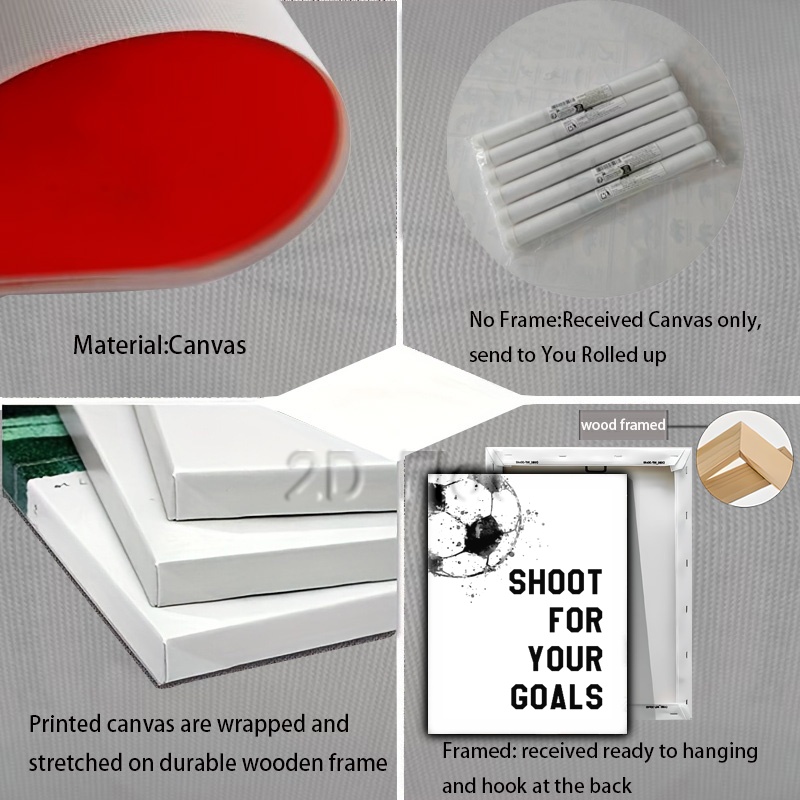 Material:Canvas
No Frame:Received Canvas only,
send to You Rolled up
2D
wood framed
SHOOT
FOR
YOUR
GOALS
Printed canvas are wrapped and
stretched on durable wooden frame
Framed: received ready to hanging
and hook at the back